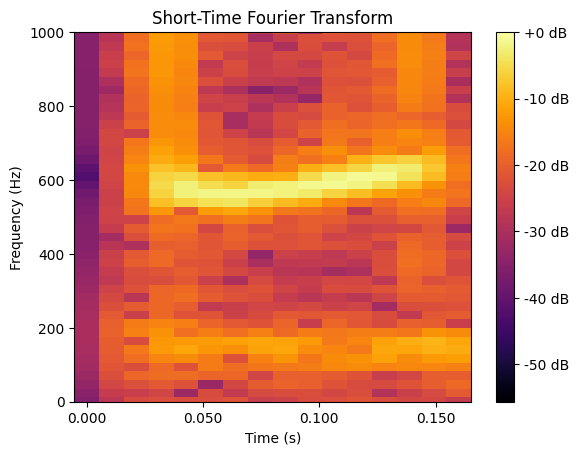 Short-Time Fourier Transform
Frequency (Hz)
1000
800
600
400
200
0
0.000
0.050
0.100
0.150
Time (s)
+0 dB
-10 dB
-20 dB
-30 dB
-40 dB
-50 dB